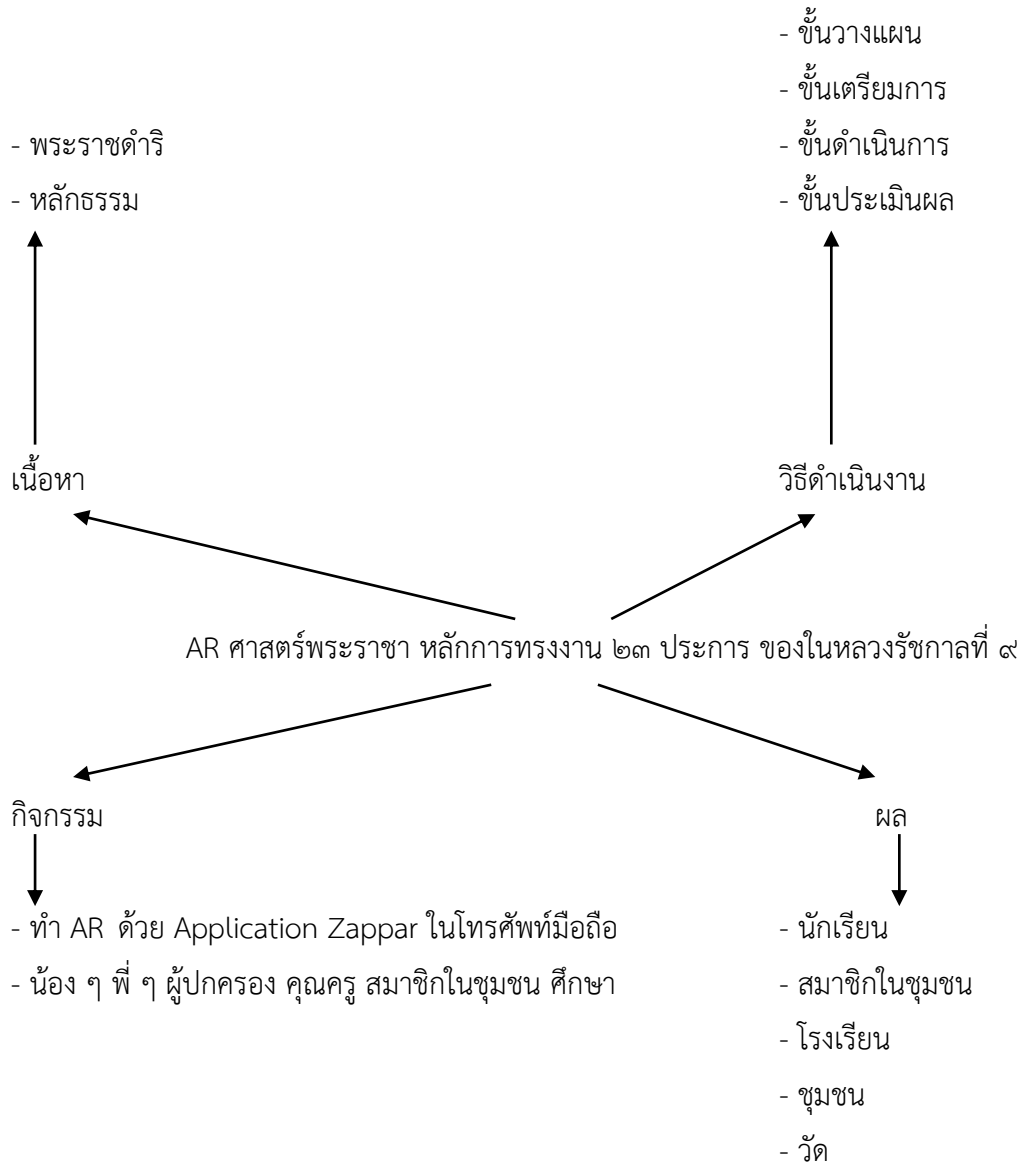 - ขั้นวางแผน
- ขั้นเตรียมการ
- พระราชดำริ
- ขั้นดำเนินการ
- หลักธรรม
- ขั้นประเมินผล
เนื้อหา
วิธีดำเนินงาน
AR ศาสตร์พระราชา หลักการทรงงาน ๒๓ ประการ ของในหลวงรัชกาลที่ ๙
กิจกรรม
ผล
- ทำ AR ด้วย Application Zappar ในโทรศัพท์มือถือ
- นักเรียน
- น้อง ๆ พี่ ๆ ผู้ปกครอง คุณครู สมาชิกในชุมชน ศึกษา
- สมาชิกในชุมชน
- โรงเรียน
- ชุมชน
- วัด